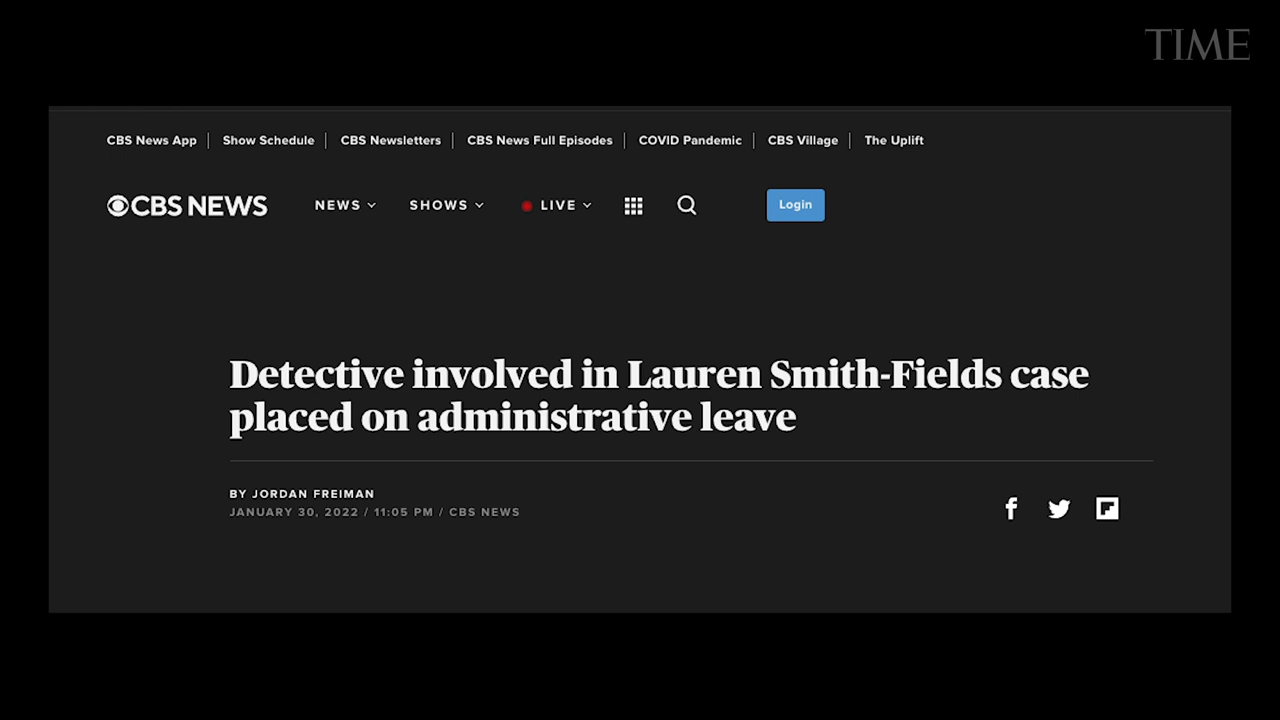 TIME
CBS News App | Show Schedule | CBS Newsletters | CBS News Full Episodes | COVID Pandemic | CBS Village | The Uplift
CBS NEWS NEWS SHOWS LIVE Login
Detective involved in Lauren Smith-Fields case
placed on administrative leave
BY JORDAN FREIMAN
JANUARY 30, 2022 / 11:05 PM / CBS NEWS